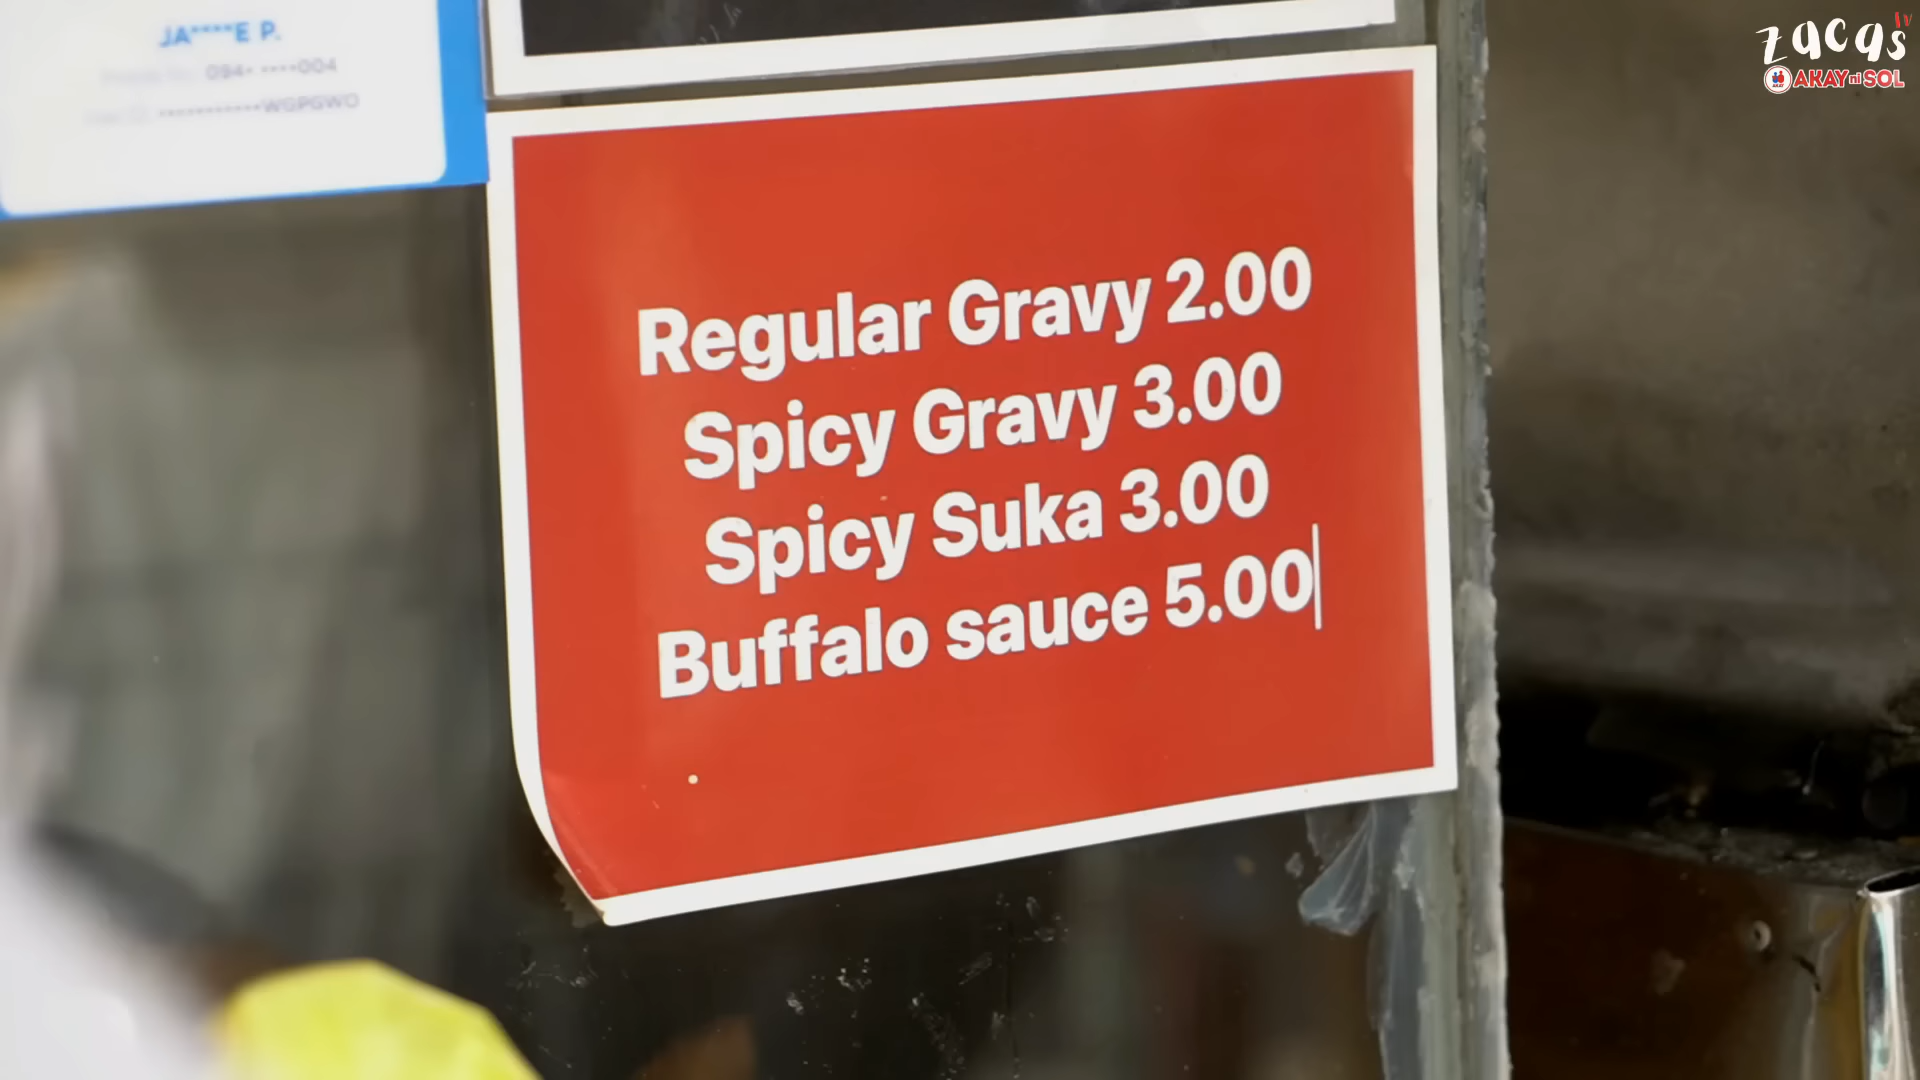 JA****E P.
094- ****004
***********WGPGWO
zacas tv
AKAY ni SOL
Regular Gravy 2.00
Spicy Gravy 3.00
Spicy Suka 3.00
Buffalo sauce 5.00